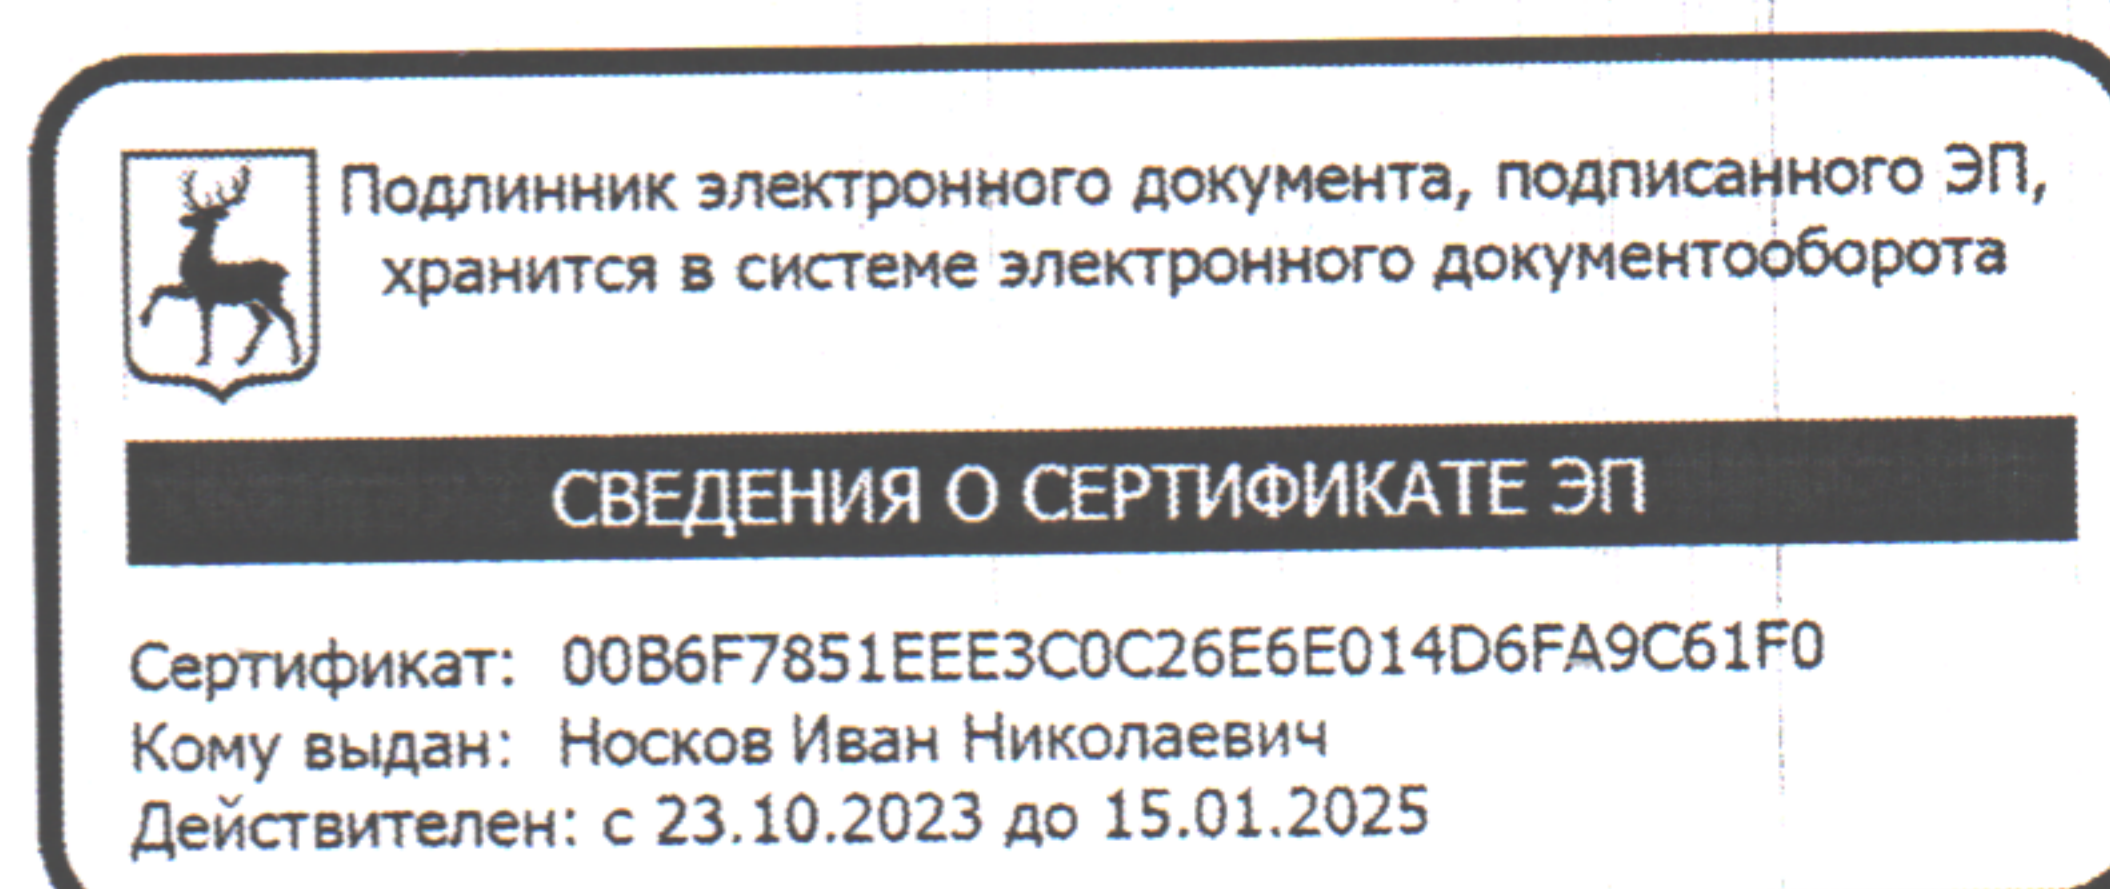 Подлинник электронного документа, подписанного ЭП,
хранится в системе электронного документооборота
СВЕДЕНИЯ О СЕРТИФИКАТЕ ЭП
Сертификат: 00B6F7851EEE3C0C26E6E014D6FA9C61F0
Кому выдан: Носков Иван Николаевич
Действителен: с 23.10.2023 до 15.01.2025